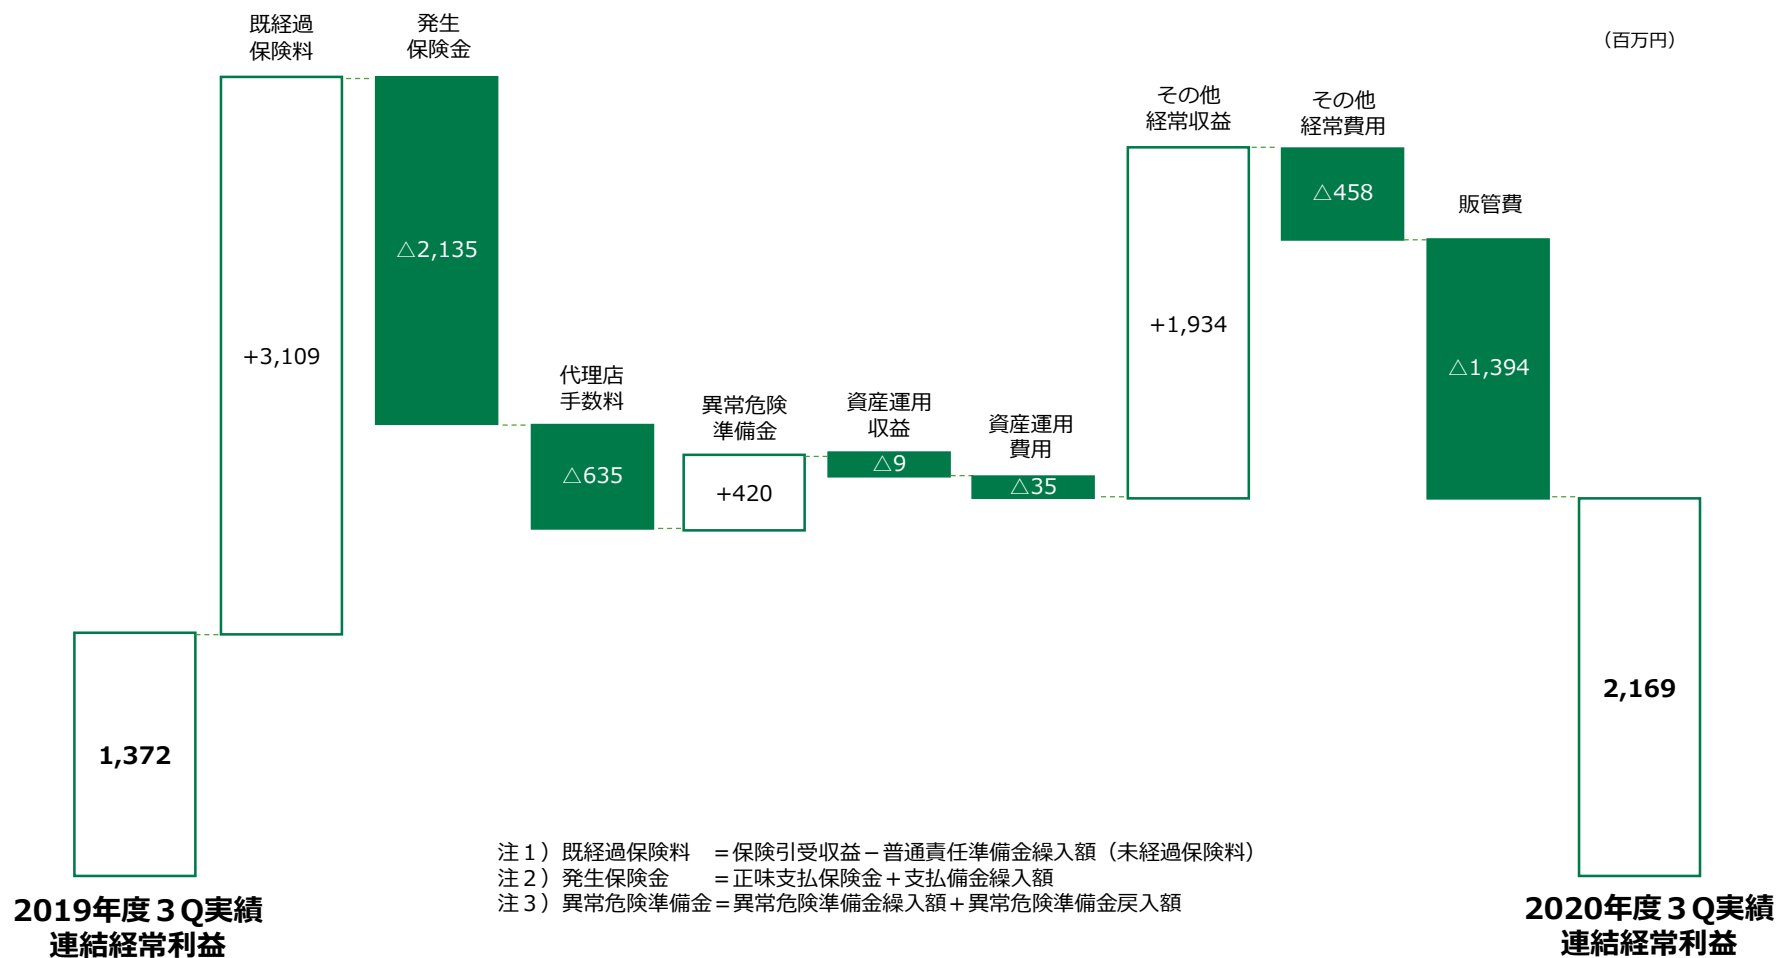 (百万円)
既経過
保険料
発生
保険金
代理店
手数料
異常危険
準備金
資産運用
収益
資産運用
費用
その他
経常収益
その他
経常費用
販管費
1,372
+3,109
△2,135
△635
+420
△9
△35
+1,934
△458
△1,394
2,169
2019年度3Q実績
連結経常利益
2020年度3Q実績
連結経常利益
注1)既経過保険料 =保険引受収益-普通責任準備金繰入額(未経過保険料)
注2)発生保険金 =正味支払保険金+支払備金繰入額
注3)異常危険準備金=異常危険準備金繰入額+異常危険準備金戻入額